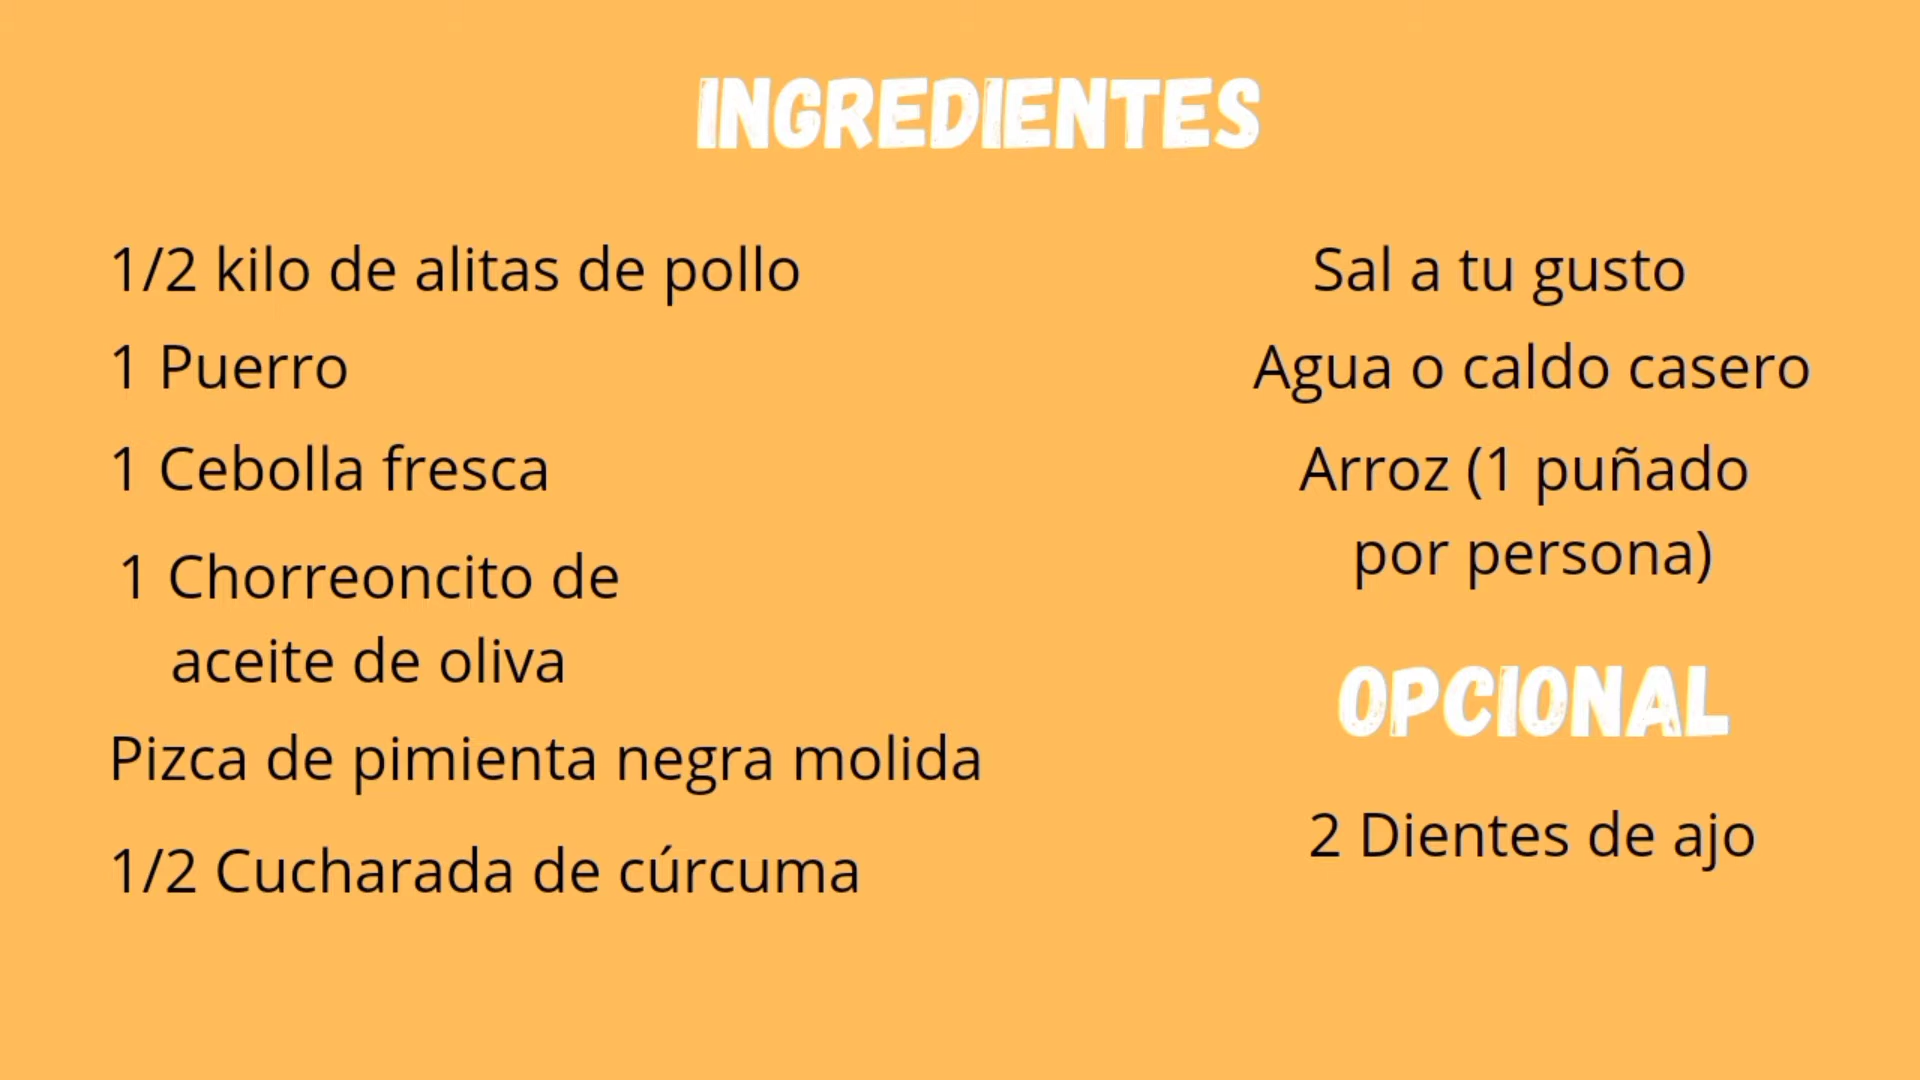 INGREDIENTES
1/2 kilo de alitas de pollo
1 Puerro
1 Cebolla fresca
1 Chorreoncito de
aceite de oliva
Pizca de pimienta negra molida
1/2 Cucharada de cúrcuma
Sal a tu gusto
Agua o caldo casero
Arroz (1 puñado
por persona)
OPCIONAL
2 Dientes de ajo